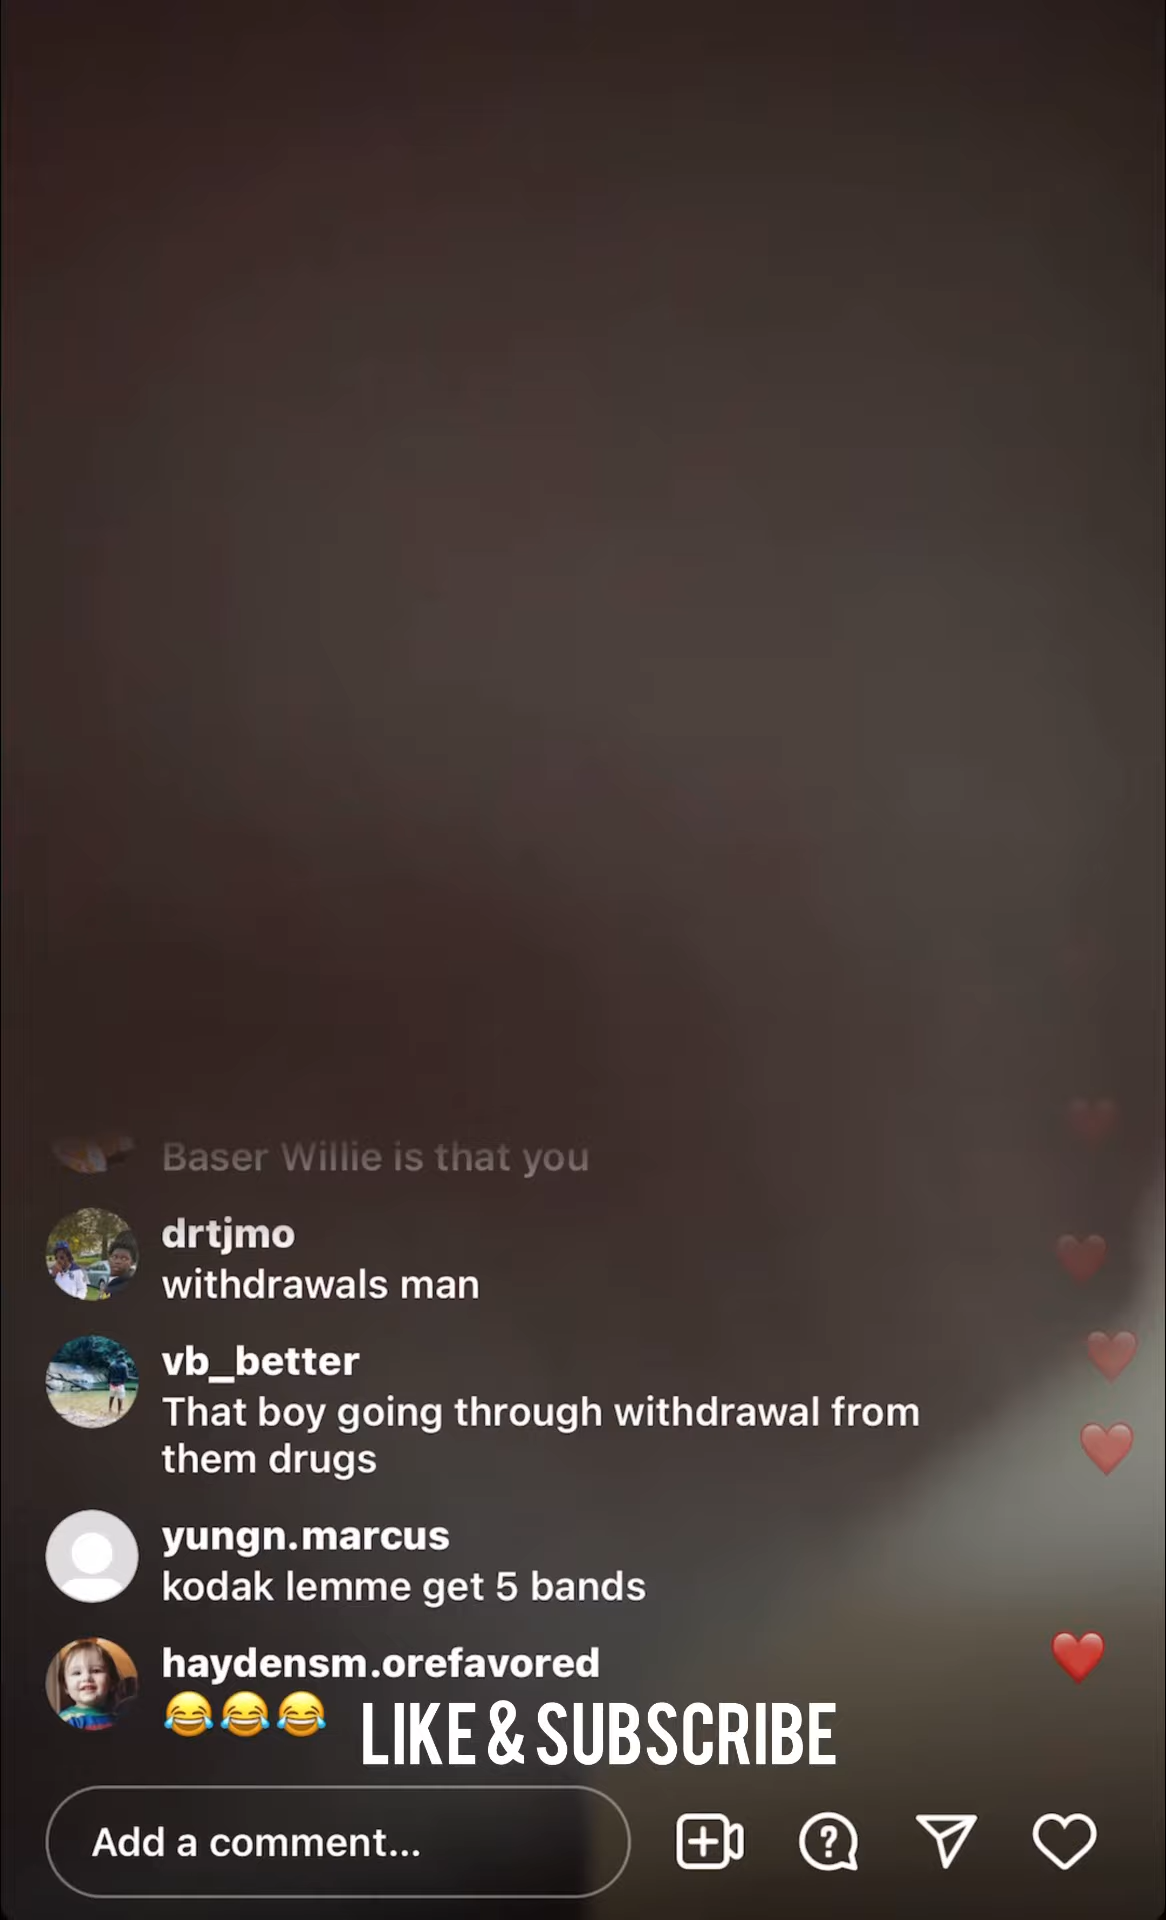 Baser Willie is that you
drtjmo
withdrawals man
vb_better
That boy going through withdrawal from
them drugs
yungn.marcus
kodak lemme get 5 bands
haydensm.orefavored
😂😂😂
LIKE & SUBSCRIBE
Add a comment...